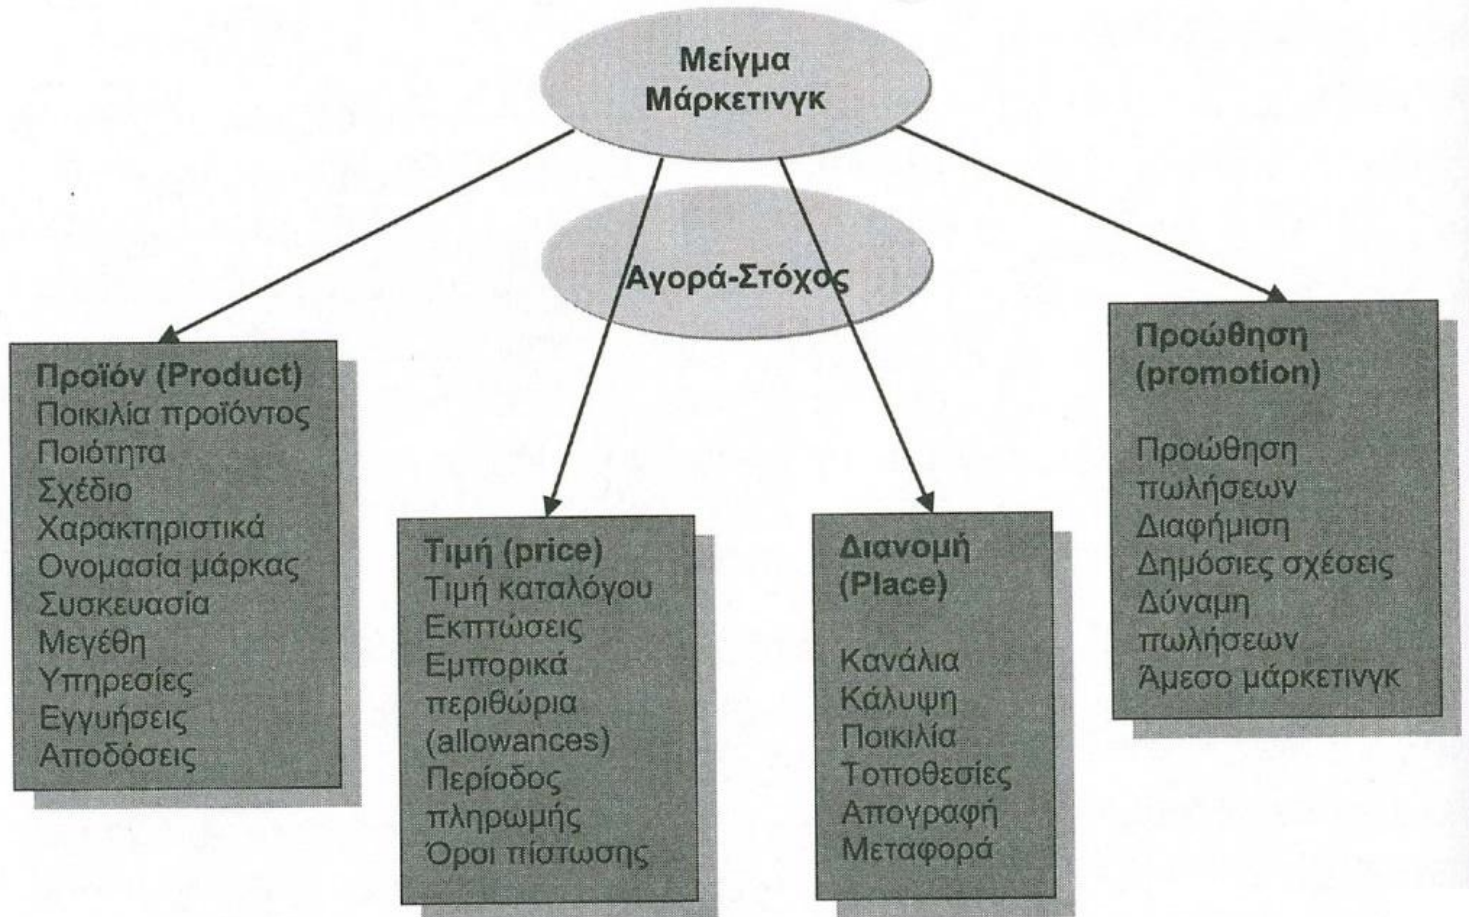 Μείγμα
Μάρκετινγκ
Αγορά-Στόχος
Προϊόν (Product)
Ποικιλία προϊόντος
Ποιότητα
Σχέδιο
Χαρακτηριστικά
Ονομασία μάρκας
Συσκευασία
Μεγέθη
Υπηρεσίες
Εγγυήσεις
Αποδόσεις
Τιμή (price)
Τιμή καταλόγου
Εκπτώσεις
Εμπορικά
περιθώρια
(allowances)
Περίοδος
πληρωμής
Όροι πίστωσης
Διανομή
(Place)
Κανάλια
Κάλυψη
Ποικιλία
Τοποθεσίες
Απογραφή
Μεταφορά
Προώθηση
(promotion)
Προώθηση
πωλήσεων
Διαφήμιση
Δημόσιες σχέσεις
Δύναμη
πωλήσεων
Άμεσο μάρκετινγκ